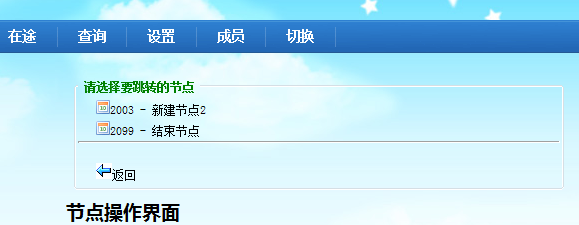 在途 查询 设置 成员 切换
请选择要跳转的节点
2003 - 新建节点2
2099 - 结束节点
返回
节点操作界面